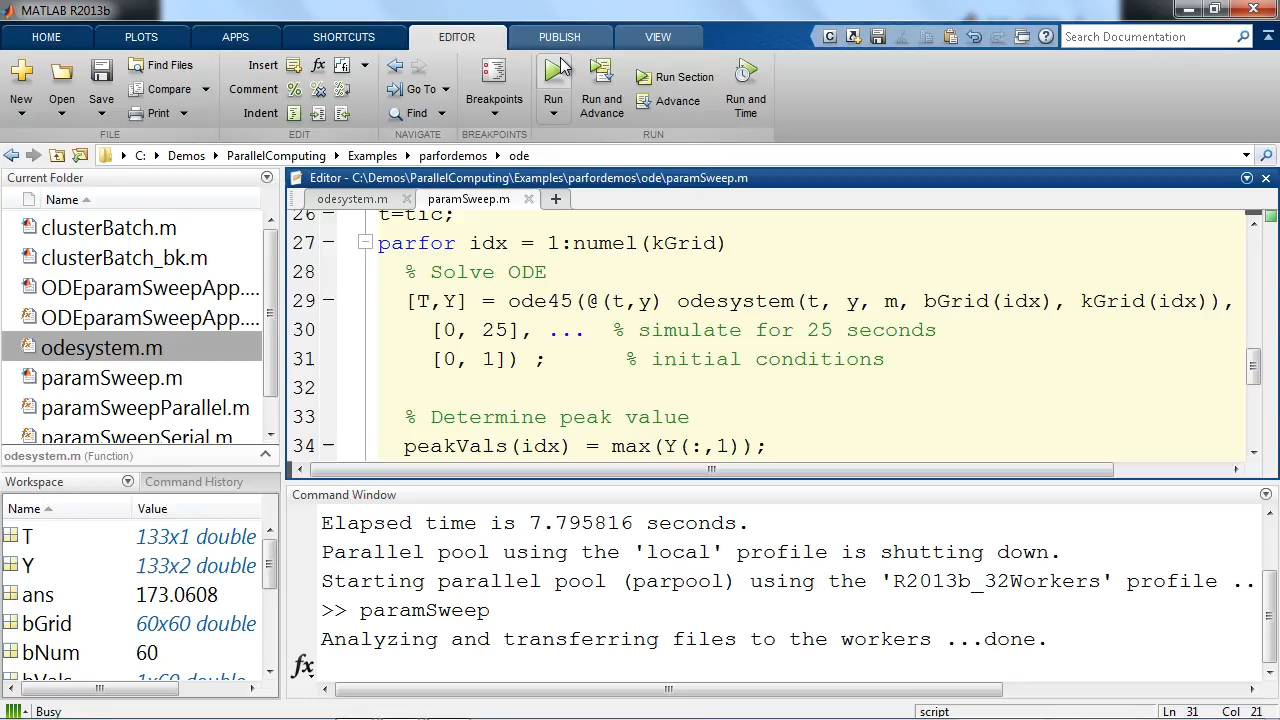 MATLAB R2013b
HOME PLOTS APPS SHORTCUTS EDITOR PUBLISH VIEW Search Documentation
Find Files Insert fx
New Open Save Compare Comment Go To Breakpoints Run Run and Advance Run Section Advance Run and Time
Print Indent Find
FILE EDIT NAVIGATE BREAKPOINTS RUN
C: Demos ParallelComputing Examples parfordemos ode
Current Folder
Name
clusterBatch.m
clusterBatch_bk.m
ODEparamSweepApp....
ODEparamSweepApp....
odesystem.m
paramSweep.m
paramSweepParallel.m
paramSweepSerial.m
odesystem.m (Function)
Workspace Command History
Name Value
T 133x1 double
Y 133x2 double
ans 173.0608
bGrid 60x60 double
bNum 60
bVals 1x60 double
Editor - C:\Demos\ParallelComputing\Examples\parfordemos\ode\paramSweep.m
odesystem.m paramSweep.m
26 t=tic;
27 parfor idx = 1:numel(kGrid)
28 % Solve ODE
29 [T,Y] = ode45(@(t,y) odesystem(t, y, m, bGrid(idx), kGrid(idx)),
30 [0, 25], ... % simulate for 25 seconds
31 [0, 1]) ; % initial conditions
32
33 % Determine peak value
34 peakVals(idx) = max(Y(:,1));
Command Window
Elapsed time is 7.795816 seconds.
Parallel pool using the 'local' profile is shutting down.
Starting parallel pool (parpool) using the 'R2013b_32Workers' profile ..
>> paramSweep
Analyzing and transferring files to the workers ...done.
fx
Busy script Ln 31 Col 21